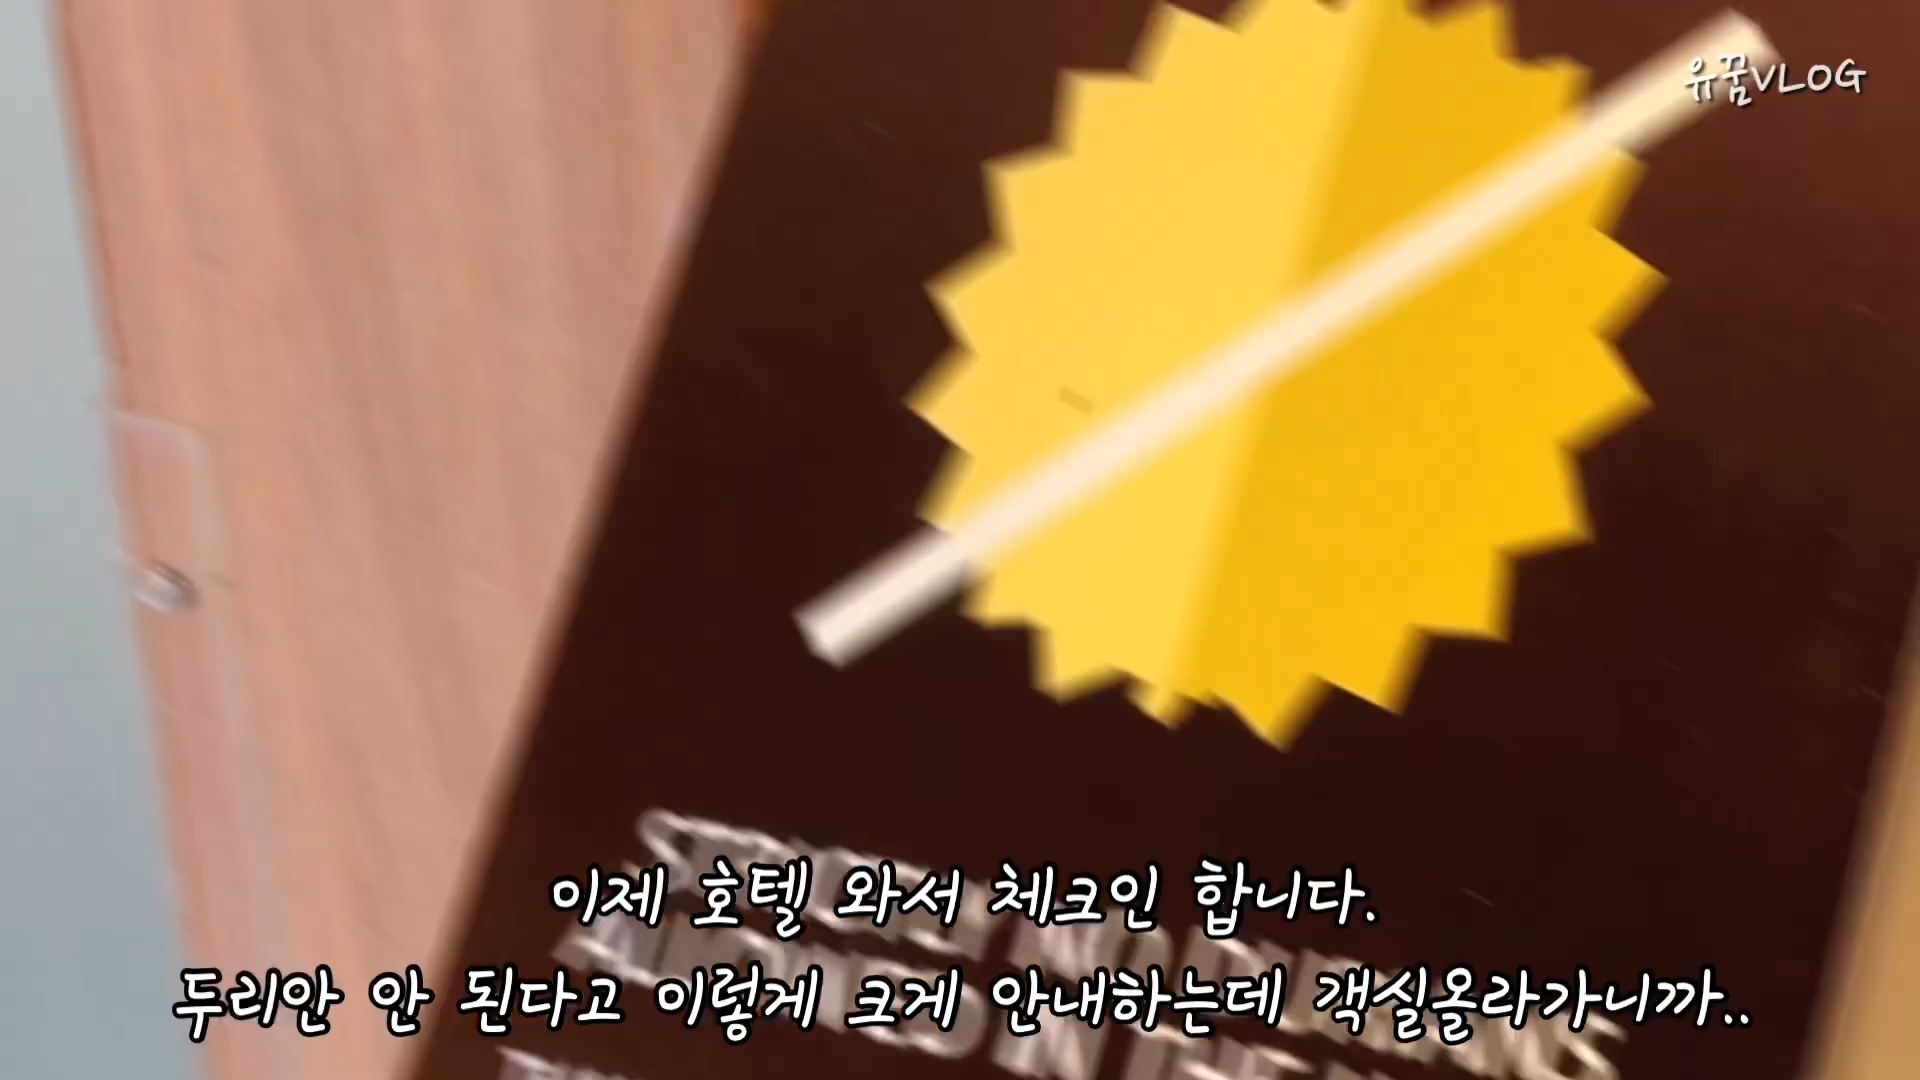 유꿈VLOG
이제 호텔 와서 체크인 합니다.
두리안 안 된다고 이렇게 크게 안내하는데 객실올라가니까..